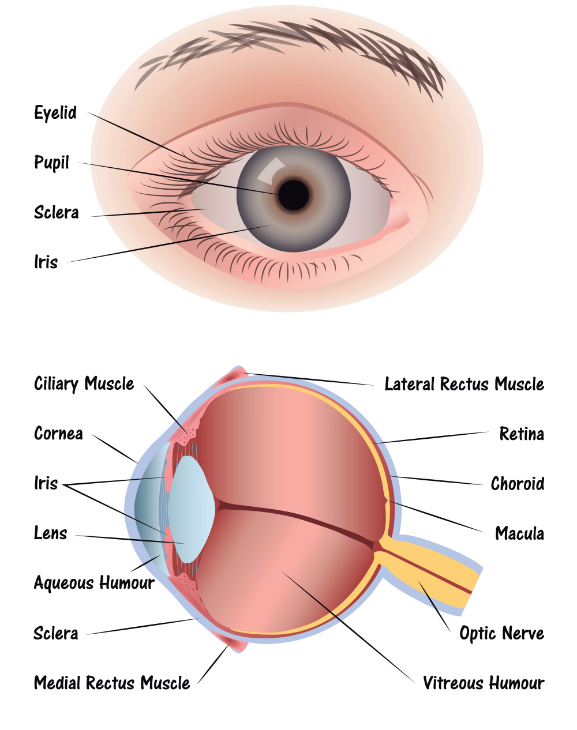 Eyelid
Pupil
Sclera
Iris
Ciliary Muscle
Lateral Rectus Muscle
Cornea
Retina
Iris
Choroid
Lens
Macula
Aqueous Humour
Sclera
Optic Nerve
Medial Rectus Muscle
Vitreous Humour